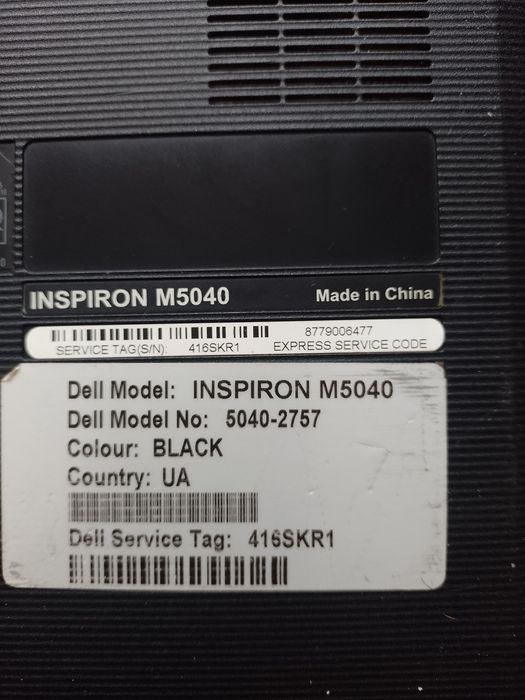 INSPIRON M5040 Made in China
8779006477
SERVICE TAG(S/N): 416SKR1 EXPRESS SERVICE CODE
Dell Model: INSPIRON M5040
Dell Model No: 5040-2757
Colour: BLACK
Country: UA
Dell Service Tag: 416SKR1